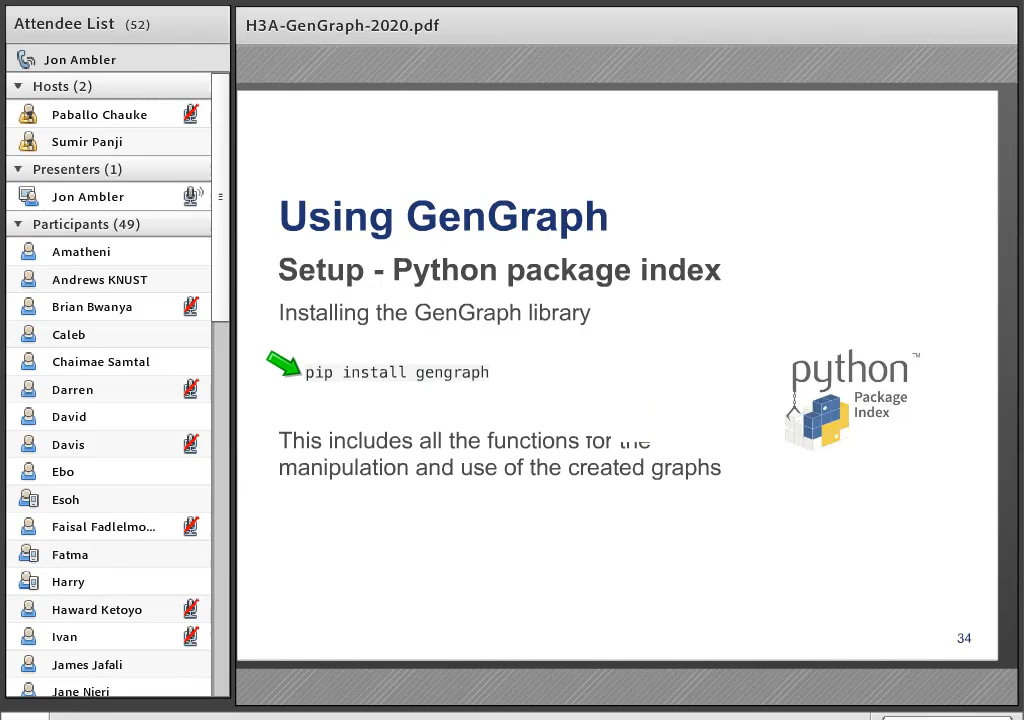 Attendee List (52)
Jon Ambler
Hosts (2)
Paballo Chauke
Sumir Panji
Presenters (1)
Jon Ambler
Participants (49)
Amatheni
Andrews KNUST
Brian Bwanya
Caleb
Chaimae Samtal
Darren
David
Davis
Ebo
Esoh
Faisal Fadlelmo...
Fatma
Harry
Haward Ketoyo
Ivan
James Jafali
Jane Njeri
H3A-GenGraph-2020.pdf
Using GenGraph
Setup - Python package index
Installing the GenGraph library
pip install gengraph
This includes all the functions for the
manipulation and use of the created graphs
python™
Package
Index
34